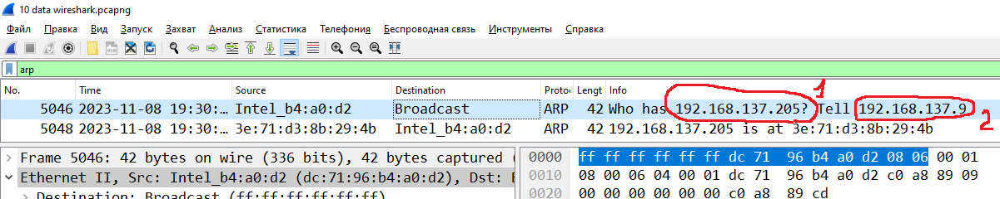 10 data wireshark.pcapng
Файл Правка Вид Запуск Захват Анализ Статистика Телефония Беспроводная связь Инструменты Справка
arp
1
No. Time Source Destination Protoc Lengt Info
5046 2023-11-08 19:30:… Intel_b4:a0:d2 Broadcast ARP 42 Who has 192.168.137.205? Tell 192.168.137.9
2
5048 2023-11-08 19:30:… 3e:71:d3:8b:29:4b Intel_b4:a0:d2 ARP 42 192.168.137.205 is at 3e:71:d3:8b:29:4b
Frame 5046: 42 bytes on wire (336 bits), 42 bytes captured (
Ethernet II, Src: Intel_b4:a0:d2 (dc:71:96:b4:a0:d2), Dst:
Destination: Broadcast (ff:ff:ff:ff:ff:ff)
0000 ff ff ff ff ff ff dc 71 96 b4 a0 d2 08 06 00 01
0010 08 00 06 04 00 01 dc 71 96 b4 a0 d2 c0 a8 89 09
0020 00 00 00 00 00 00 c0 a8 89 cd